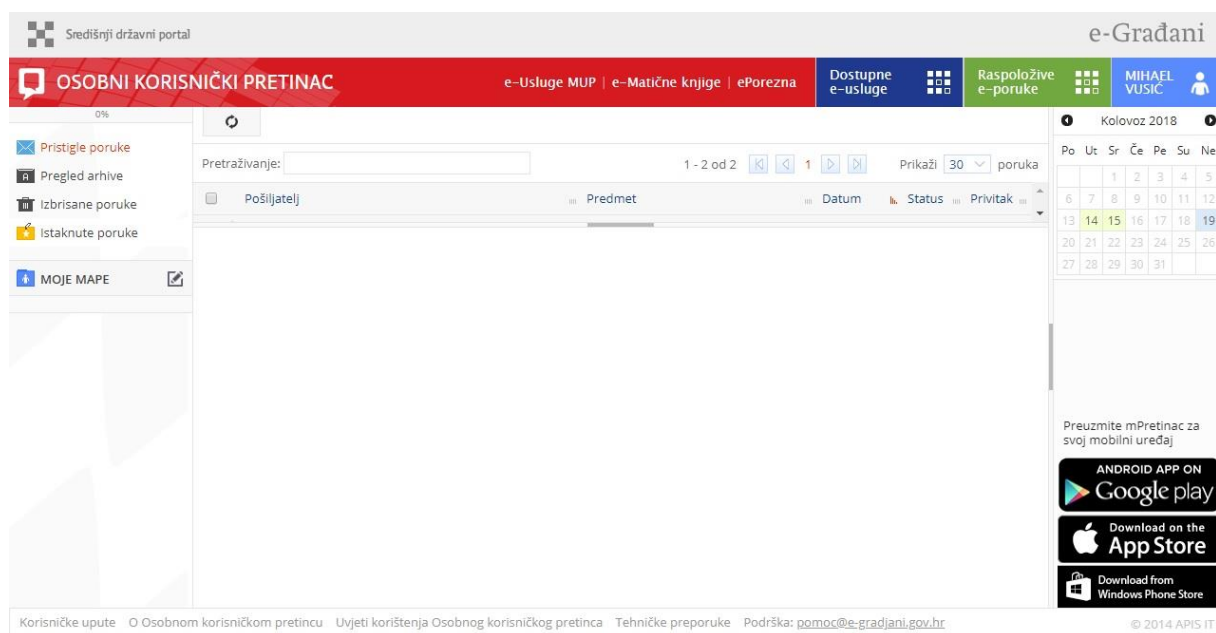 Središnji državni portal
e-Građani
OSOBNI KORISNIČKI PRETINAC
e-Usluge MUP | e-Matične knjige | ePorezna
Dostupne
e-usluge
Raspoložive
e-poruke
MIHAEL
VUSIĆ
0%
Pristigle poruke
Pregled arhive
Izbrisane poruke
Istaknute poruke
MOJE MAPE
Pretraživanje:
1 - 2 od 2 1 Prikaži 30 poruka
Pošiljatelj Predmet Datum Status Privitak
Kolovoz 2018
Po Ut Sr Če Pe Su Ne
1 2 3 4 5
6 7 8 9 10 11 12
13 14 15 16 17 18 19
20 21 22 23 24 25 26
27 28 29 30 31
Preuzmite mPretinac za
svoj mobilni uređaj
ANDROID APP ON
Google play
Download on the
App Store
Download from
Windows Phone Store
Korisničke upute O Osobnom korisničkom pretincu Uvjeti korištenja Osobnog korisničkog pretinca Tehničke preporuke Podrška: pomoc@e-gradjani.gov.hr
© 2014 APIS IT